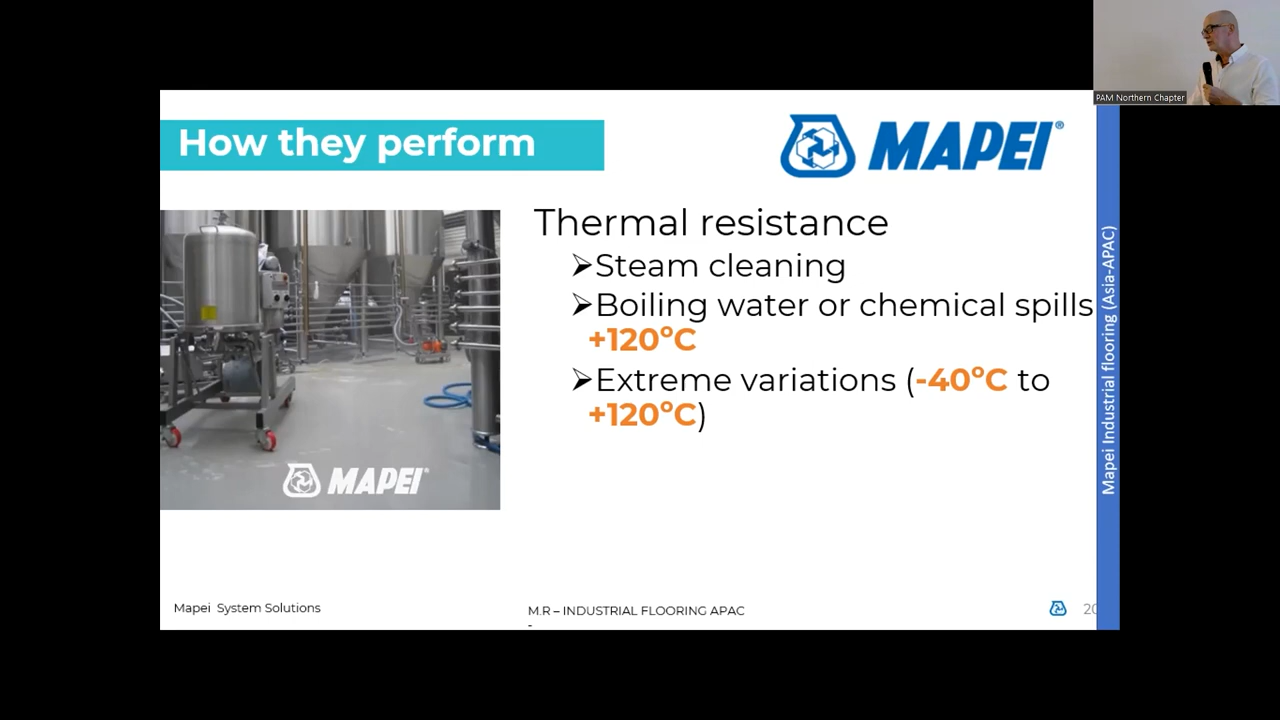 PAM Northern Chapter
How they perform
MAPEI®
Thermal resistance
➢Steam cleaning
➢Boiling water or chemical spills
+120°C
➢Extreme variations (-40°C to
+120°C)
MAPEI®
Mapei Industrial flooring (Asia-APAC)
Mapei System Solutions
M.R – INDUSTRIAL FLOORING APAC
-
20